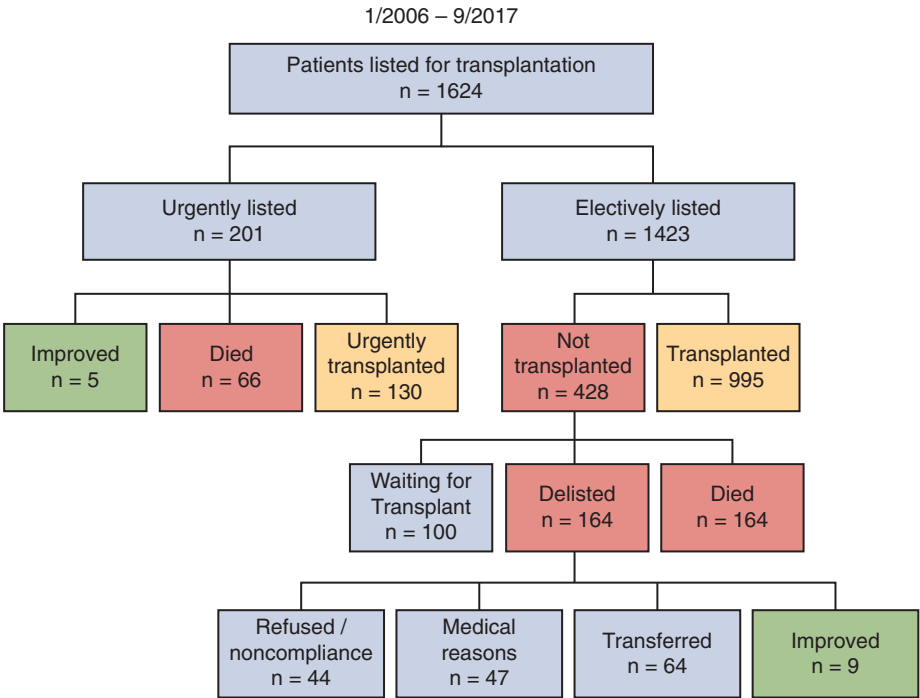 1/2006 – 9/2017
Patients listed for transplantation
n = 1624
Urgently listed
n = 201
Electively listed
n = 1423
Improved
n = 5
Died
n = 66
Urgently
transplanted
n = 130
Not
transplanted
n = 428
Transplanted
n = 995
Waiting for
Transplant
n = 100
Delisted
n = 164
Died
n = 164
Refused /
noncompliance
n = 44
Medical
reasons
n = 47
Transferred
n = 64
Improved
n = 9